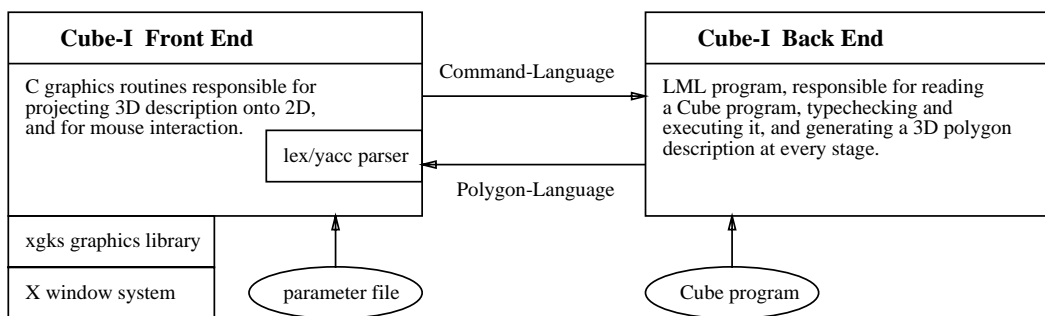 Cube-I Front End
C graphics routines responsible for
projecting 3D description onto 2D,
and for mouse interaction.
lex/yacc parser
xgks graphics library
X window system
parameter file
Command-Language
Polygon-Language
Cube-I Back End
LML program, responsible for reading
a Cube program, typechecking and
executing it, and generating a 3D polygon
description at every stage.
Cube program